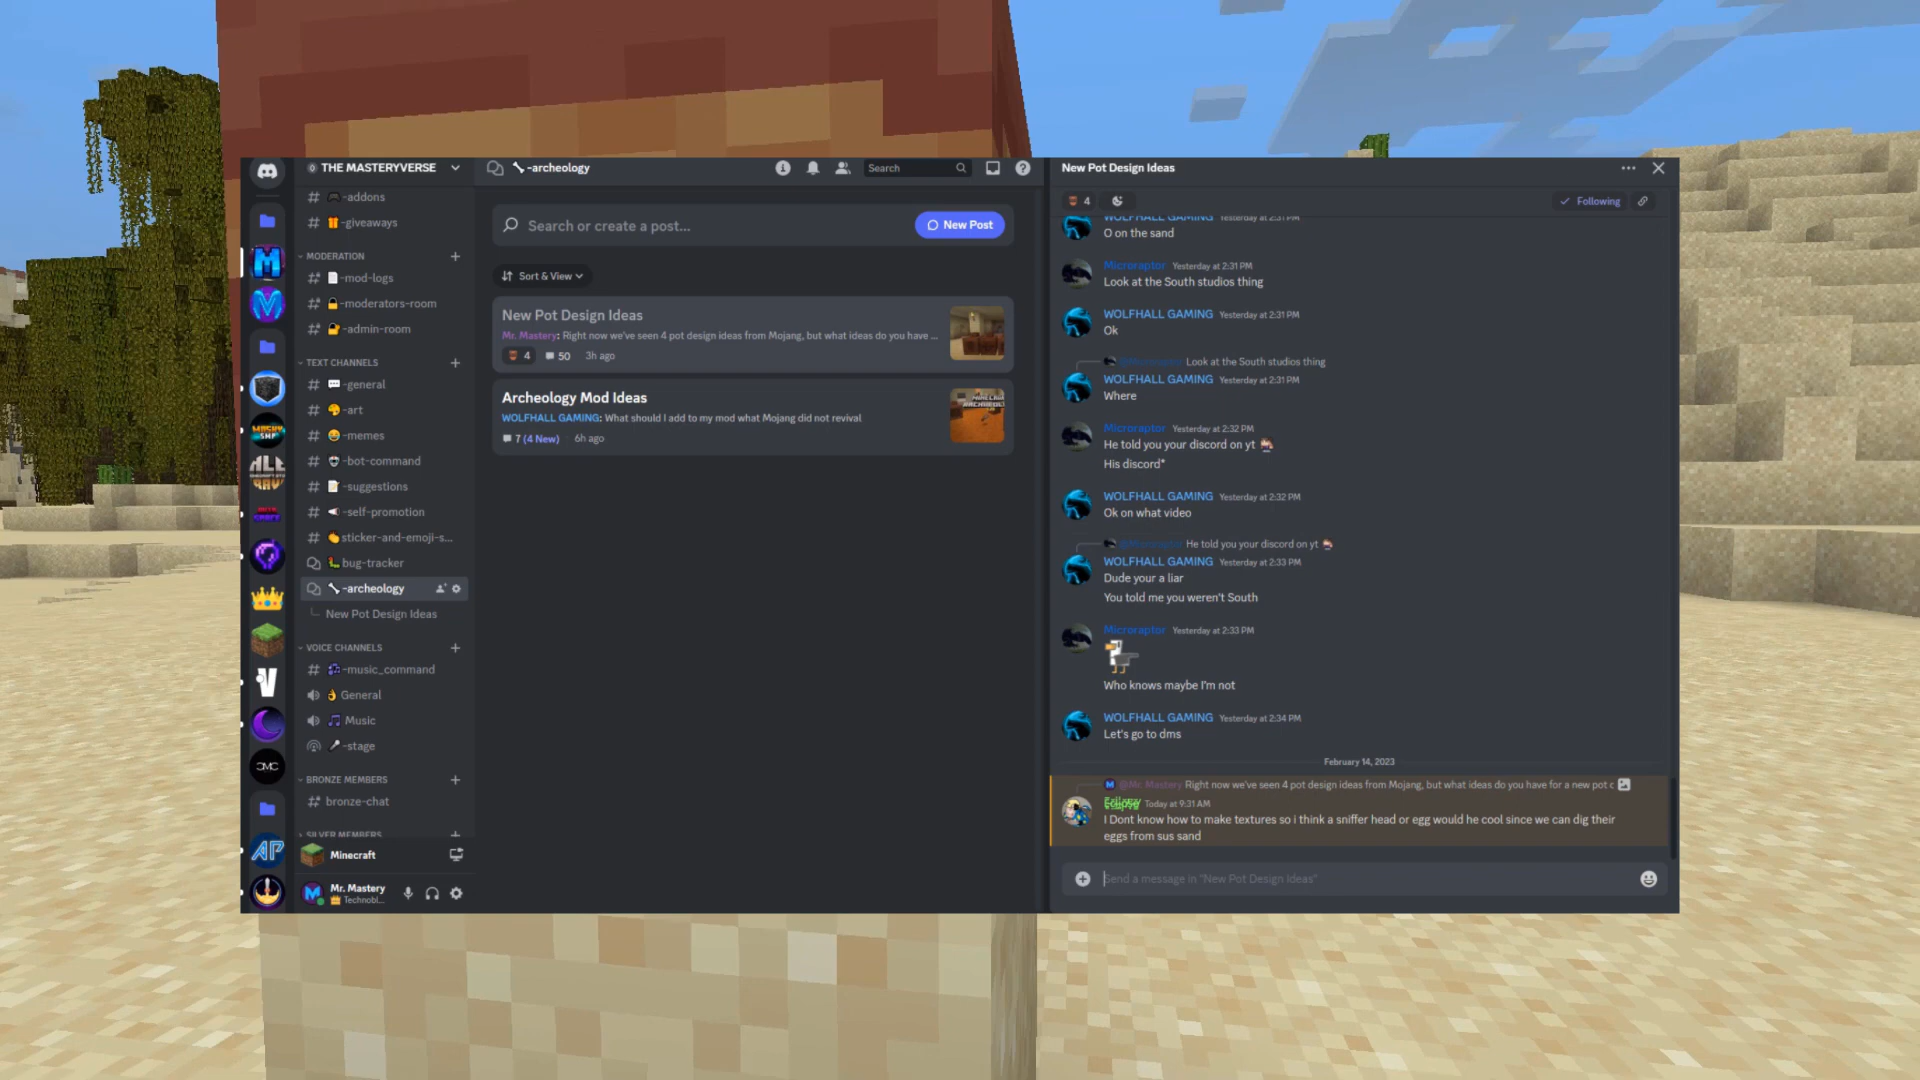 THE MASTERYVERSE
-addons
-giveaways
MODERATION
-mod-logs
-moderators-room
-admin-room
TEXT CHANNELS
-general
-art
-memes
-bot-command
-suggestions
-self-promotion
sticker-and-emoji-s...
bug-tracker
-archeology
New Pot Design Ideas
VOICE CHANNELS
-music_command
General
Music
-stage
BRONZE MEMBERS
bronze-chat
SILVER MEMBERS
Minecraft
Mr. Mastery
Technobl...
-archeology
Search
Search or create a post...
New Post
Sort & View
New Pot Design Ideas
Mr. Mastery: Right now we've seen 4 pot design ideas from Mojang, but what ideas do you have ...
4 50 3h ago
Archeology Mod Ideas
WOLFHALL GAMING: What should I add to my mod what Mojang did not revival
7 (4 New) 6h ago
New Pot Design Ideas
4
Following
WOLFHALL GAMING Yesterday at 2:31 PM
O on the sand
Microraptor Yesterday at 2:31 PM
Look at the South studios thing
WOLFHALL GAMING Yesterday at 2:31 PM
Ok
@Microraptor Look at the South studios thing
WOLFHALL GAMING Yesterday at 2:31 PM
Where
Microraptor Yesterday at 2:32 PM
He told you your discord on yt
His discord*
WOLFHALL GAMING Yesterday at 2:32 PM
Ok on what video
@Microraptor He told you your discord on yt
WOLFHALL GAMING Yesterday at 2:33 PM
Dude your a liar
You told me you weren't South
Microraptor Yesterday at 2:33 PM
Who knows maybe I'm not
WOLFHALL GAMING Yesterday at 2:34 PM
Let's go to dms
February 14, 2023
@Mr. Mastery Right now we've seen 4 pot design ideas from Mojang, but what ideas do you have for a new pot c
Today at 9:31 AM
I Dont know how to make textures so i think a sniffer head or egg would he cool since we can dig their
eggs from sus sand
Send a message in "New Pot Design Ideas"